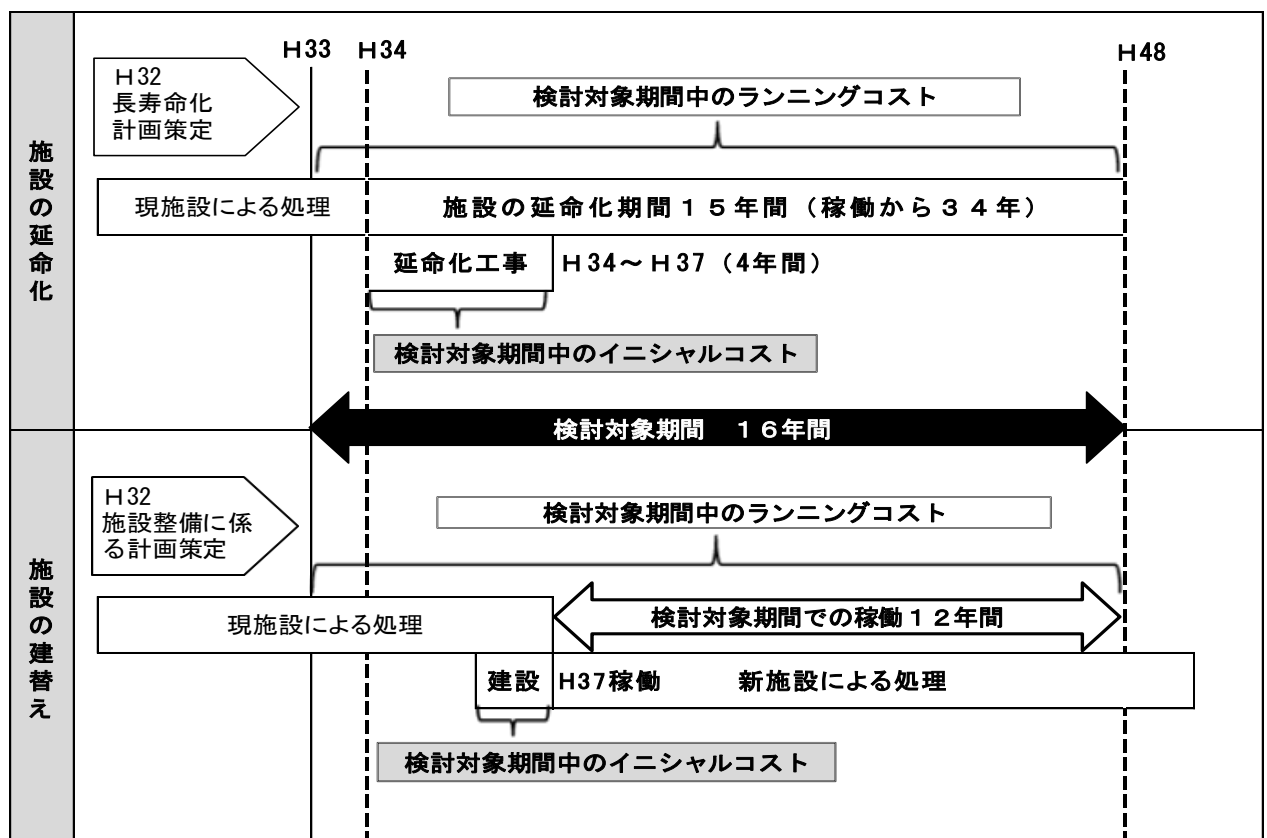 H33
H34
H48
H32
長寿命化
計画策定
検討対象期間中のランニングコスト
施設の延命化
現施設による処理
施設の延命化期間15年間（稼働から34年）
延命化工事
H34～H37（4年間）
検討対象期間中のイニシャルコスト
検討対象期間　16年間
H32
施設整備に係
る計画策定
検討対象期間中のランニングコスト
施設の建替え
現施設による処理
検討対象期間での稼働12年間
建設
H37稼働
新施設による処理
検討対象期間中のイニシャルコスト